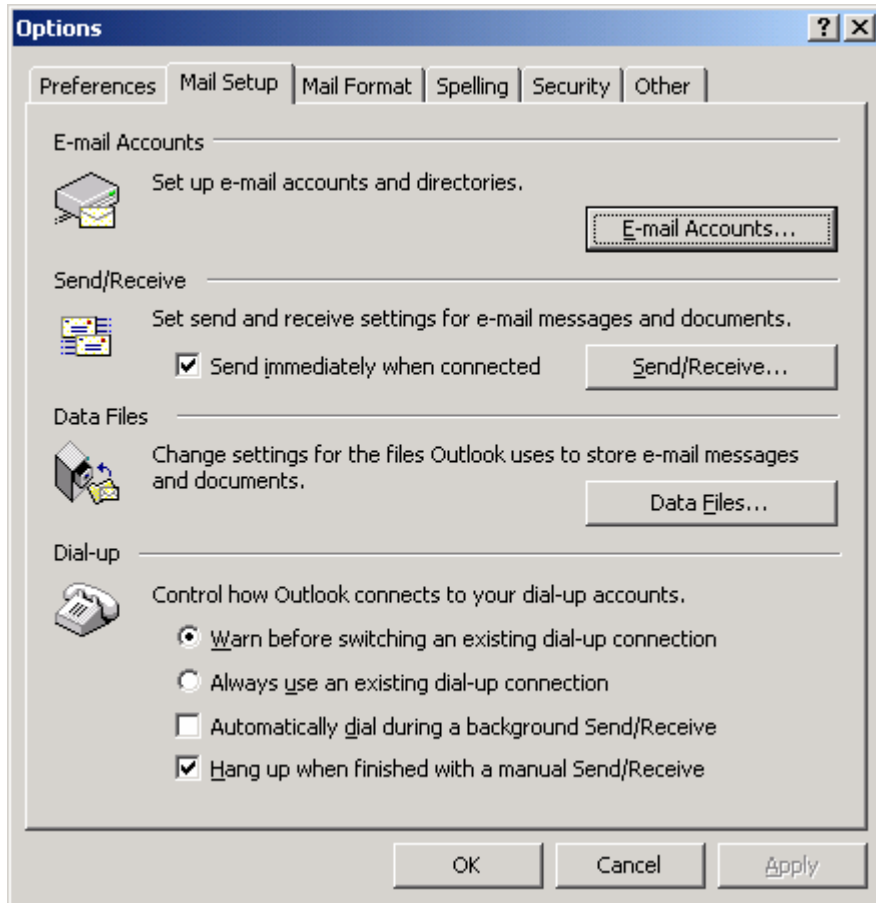 Options
Preferences Mail Setup Mail Format Spelling Security Other
E-mail Accounts
Set up e-mail accounts and directories.
E-mail Accounts...
Send/Receive
Set send and receive settings for e-mail messages and documents.
Send immediately when connected Send/Receive...
Data Files
Change settings for the files Outlook uses to store e-mail messages
and documents.
Data Files...
Dial-up
Control how Outlook connects to your dial-up accounts.
Warn before switching an existing dial-up connection
Always use an existing dial-up connection
Automatically dial during a background Send/Receive
Hang up when finished with a manual Send/Receive
OK Cancel Apply